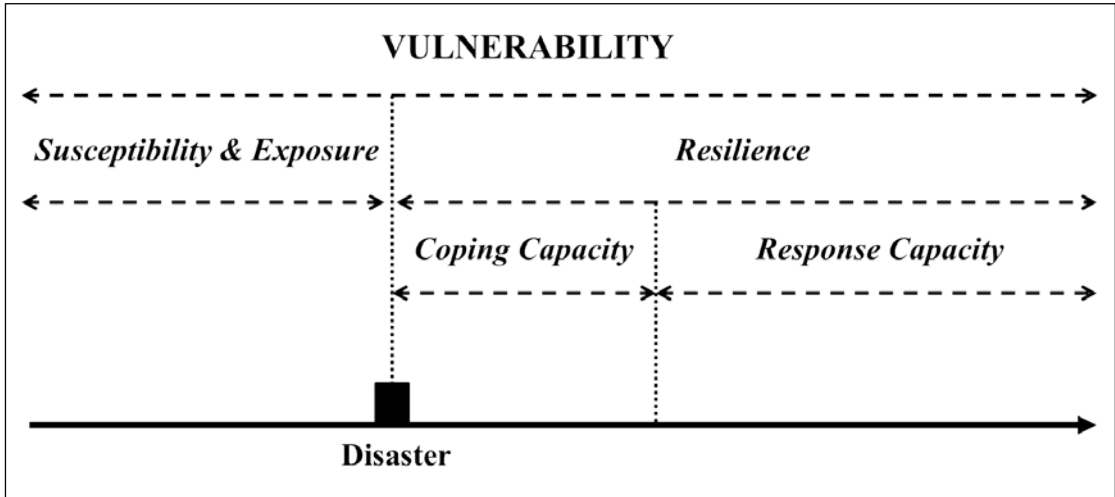 VULNERABILITY
Susceptibility & Exposure
Resilience
Coping Capacity
Response Capacity
Disaster